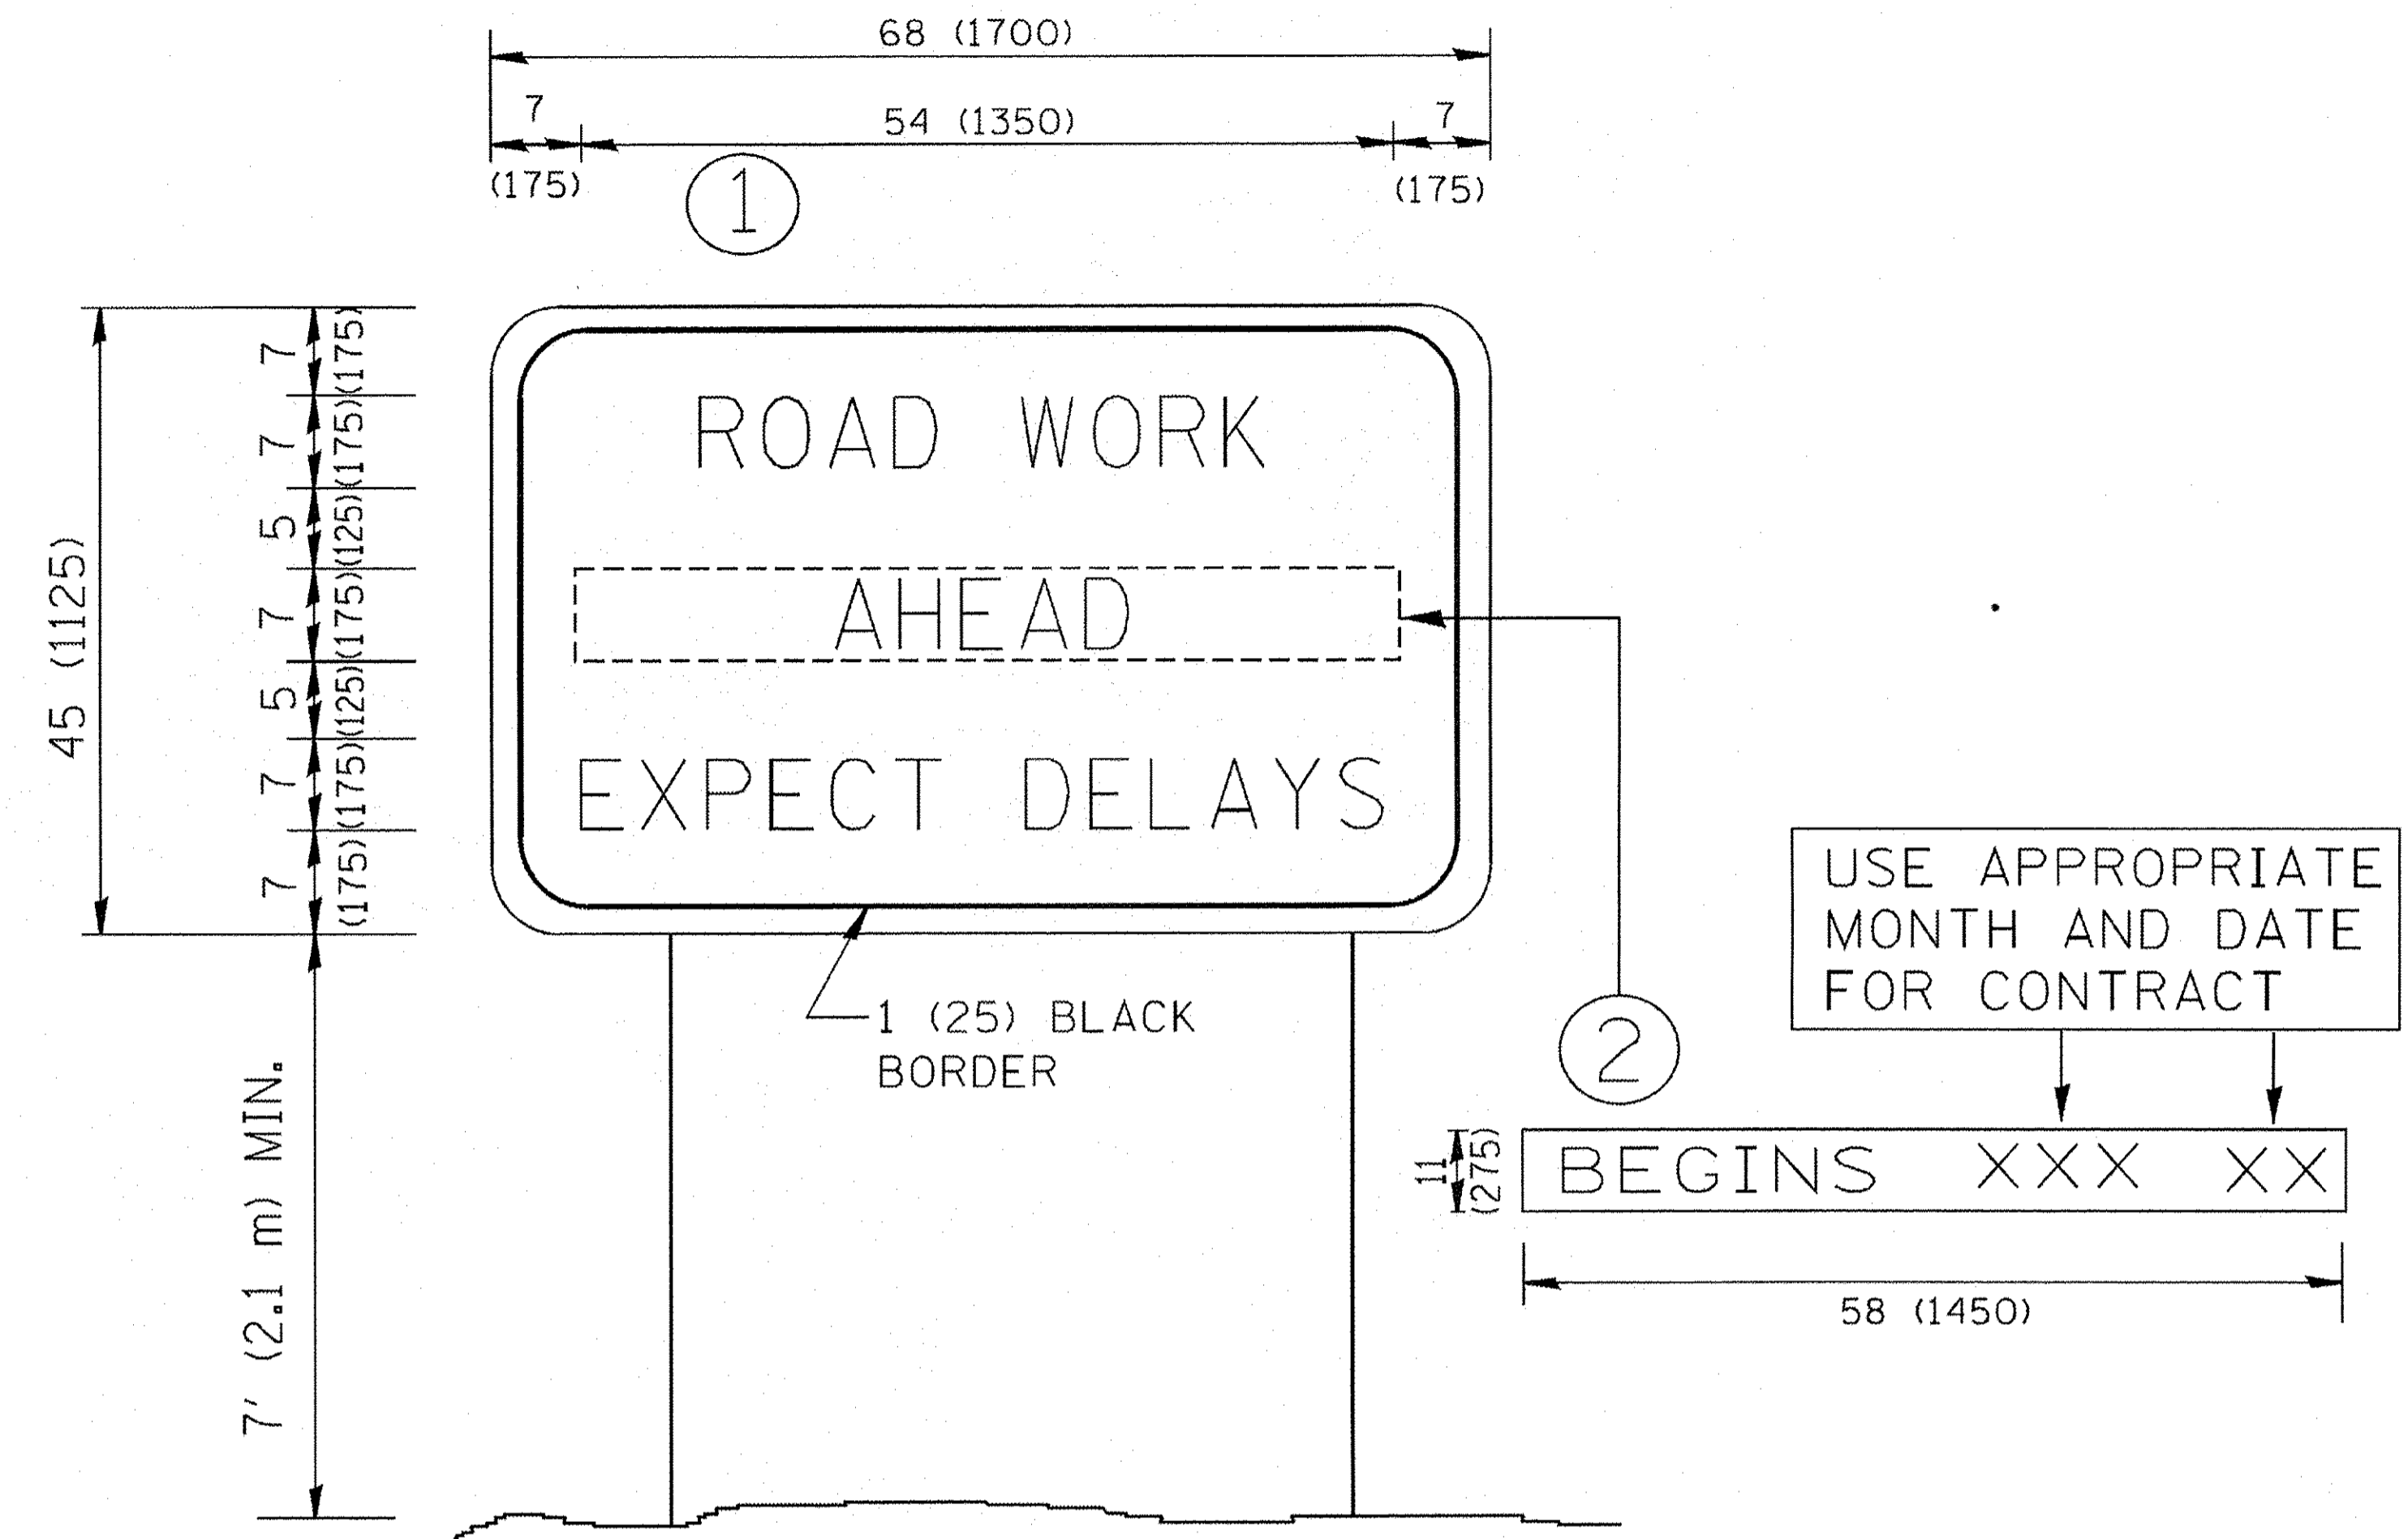 68 (1700)
7
54 (1350)
7
(175)
(175)
1
45 (1125)
7
(175)
7
(175)
5
(125)
7
(175)
5
(125)
7
(175)
7
(175)
7' (2.1 m) MIN.
ROAD WORK
AHEAD
EXPECT DELAYS
1 (25) BLACK
BORDER
2
USE APPROPRIATE
MONTH AND DATE
FOR CONTRACT
11
(275)
BEGINS XXX XX
58 (1450)